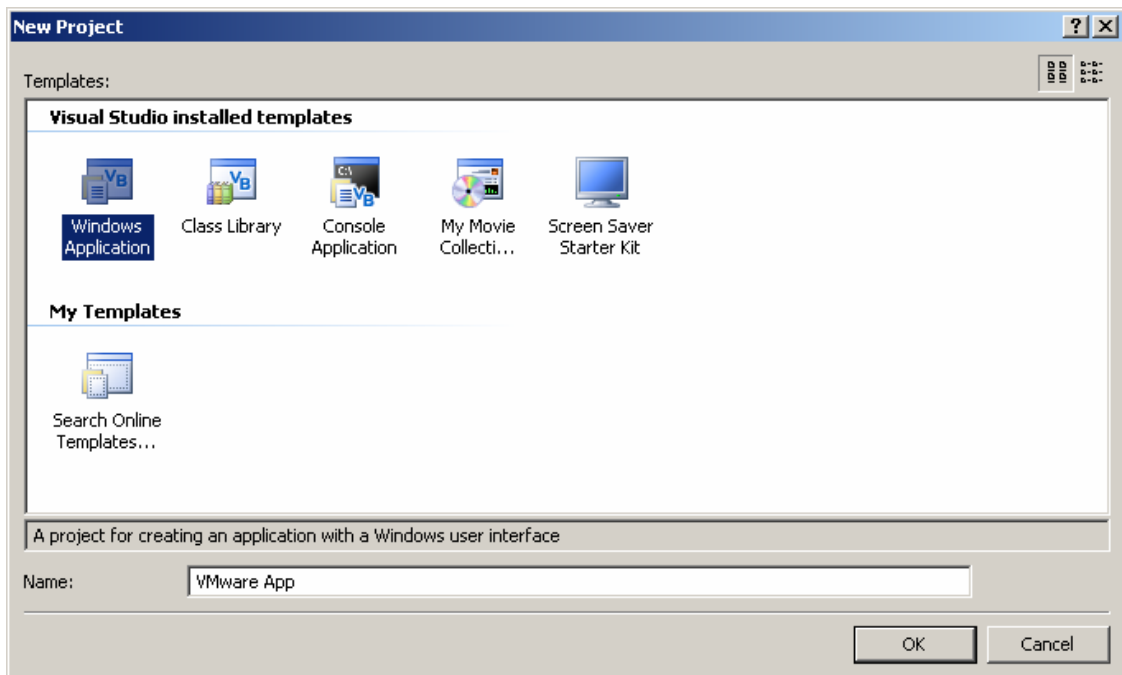 New Project
Templates:
Visual Studio installed templates
Windows Application
Class Library
Console Application
My Movie Collecti...
Screen Saver Starter Kit
My Templates
Search Online Templates...
A project for creating an application with a Windows user interface
Name:
VMware App
OK
Cancel